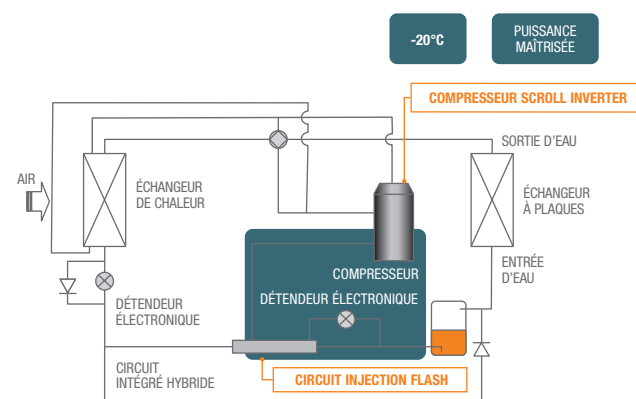 -20°C
PUISSANCE
MAÎTRISÉE
COMPRESSEUR SCROLL INVERTER
SORTIE D'EAU
AIR
ÉCHANGEUR
DE CHALEUR
ÉCHANGEUR
À PLAQUES
ENTRÉE
D'EAU
COMPRESSEUR
DÉTENDEUR ÉLECTRONIQUE
DÉTENDEUR
ÉLECTRONIQUE
CIRCUIT
INTÉGRÉ HYBRIDE
CIRCUIT INJECTION FLASH